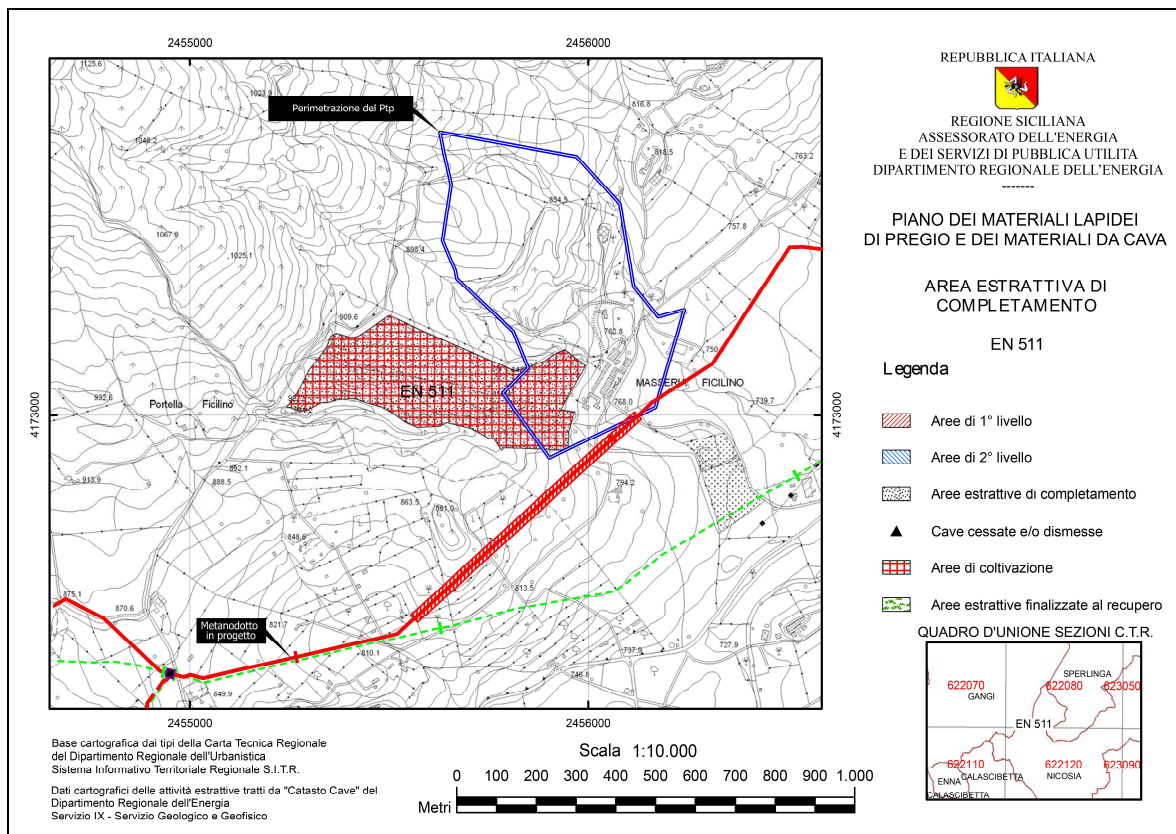 2455000
2456000
1125.6
1023.9
Perimetrazione del Ptp
816.8
1048.2
818.5
763.2
854.5
757.8
1067.9
898.4
1025.1
909.6
762.8
750
EN 511
MASSERIA FICILINO
932.6
Portella Ficilino
768.0
739.7
4173000
4173000
892.1
913.9
888.5
794.2
863.5
881.0
848.6
875.1
870.6
813.5
821.7
Metanodotto
in progetto
810.1
737.9
727.9
746.8
849.9
2455000
2456000
REPUBBLICA ITALIANA
REGIONE SICILIANA
ASSESSORATO DELL'ENERGIA
E DEI SERVIZI DI PUBBLICA UTILITA
DIPARTIMENTO REGIONALE DELL'ENERGIA
-------
PIANO DEI MATERIALI LAPIDEI
DI PREGIO E DEI MATERIALI DA CAVA
AREA ESTRATTIVA DI
COMPLETAMENTO
EN 511
Legenda
Aree di 1° livello
Aree di 2° livello
Aree estrattive di completamento
Cave cessate e/o dismesse
Aree di coltivazione
Aree estrattive finalizzate al recupero
QUADRO D'UNIONE SEZIONI C.T.R.
SPERLINGA
622070
622080
623050
GANGI
EN 511
622110
622120
623090
CALASCIBETTA
NICOSIA
ENNA
CALASCIBETTA
Base cartografica dai tipi della Carta Tecnica Regionale
del Dipartimento Regionale dell'Urbanistica
Sistema Informativo Territoriale Regionale S.I.T.R.
Dati cartografici delle attività estrattive tratti da "Catasto Cave" del
Dipartimento Regionale dell'Energia
Servizio IX - Servizio Geologico e Geofisico
Scala 1:10.000
0 100 200 300 400 500 600 700 800 900 1.000
Metri